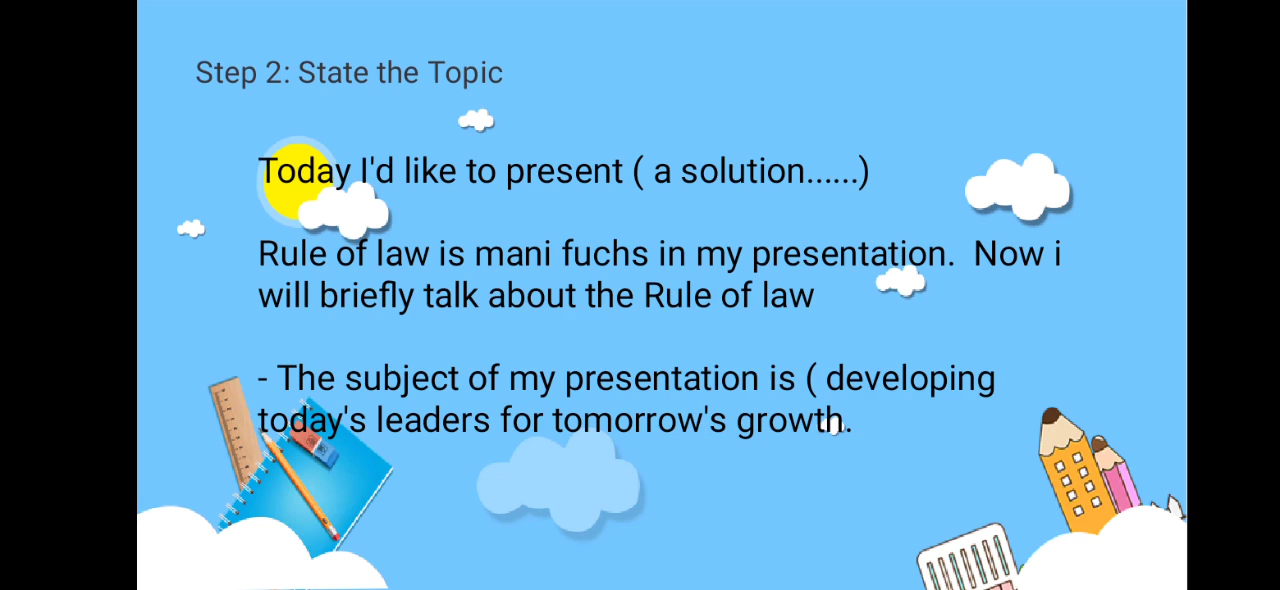 Step 2: State the Topic
Today I'd like to present ( a solution......)
Rule of law is mani fuchs in my presentation.  Now i
will briefly talk about the Rule of law
- The subject of my presentation is ( developing
today's leaders for tomorrow's growth.